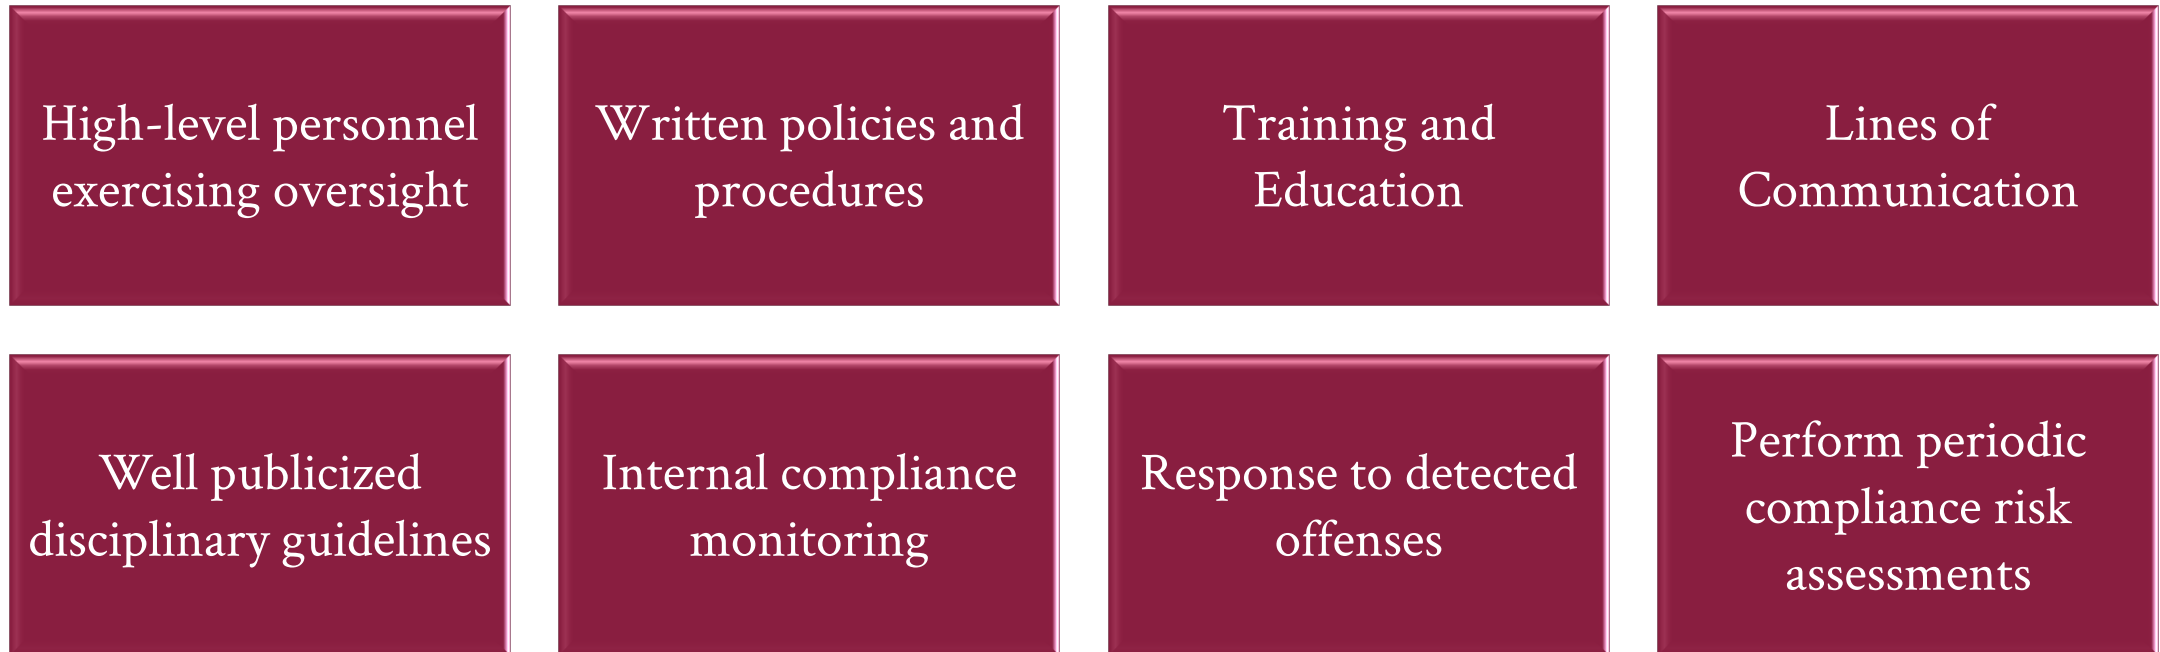 High-level personnel
exercising oversight
Written policies and
procedures
Training and
Education
Lines of
Communication
Well publicized
disciplinary guidelines
Internal compliance
monitoring
Response to detected
offenses
Perform periodic
compliance risk
assessments